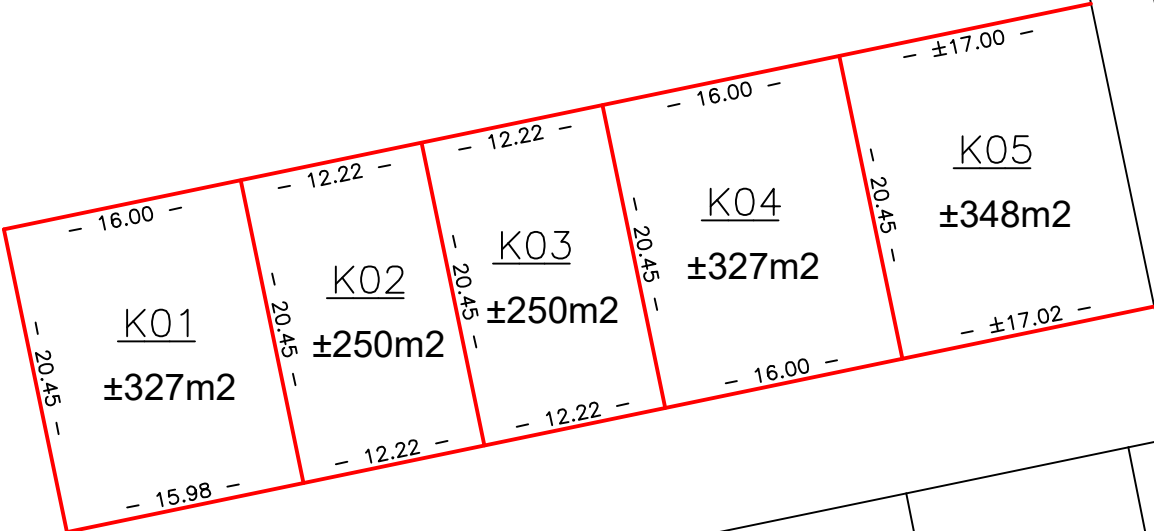 – 16.00 –
– 20.45 –
K01
±327m2
– 15.98 –
– 12.22 –
– 20.45 –
K02
±250m2
– 12.22 –
– 12.22 –
– 20.45 –
K03
±250m2
– 12.22 –
– 16.00 –
– 20.45 –
K04
±327m2
– 16.00 –
– ±17.00 –
– 20.45 –
K05
±348m2
– ±17.02 –